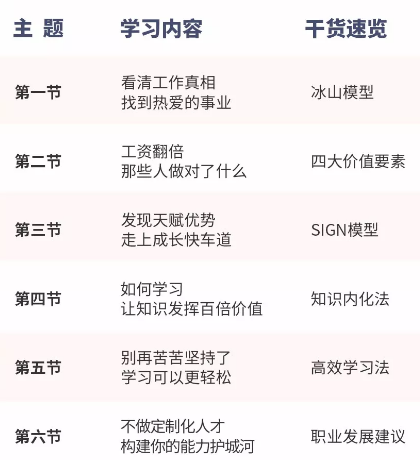 主 题 学习内容 干货速览
第一节 看清工作真相 冰山模型
找到热爱的事业
第二节 工资翻倍 四大价值要素
那些人做对了什么
第三节 发现天赋优势 SIGN模型
走上成长快车道
第四节 如何学习 知识内化法
让知识发挥百倍价值
第五节 别再苦苦坚持了 高效学习法
学习可以更轻松
第六节 不做定制化人才 职业发展建议
构建你的能力护城河